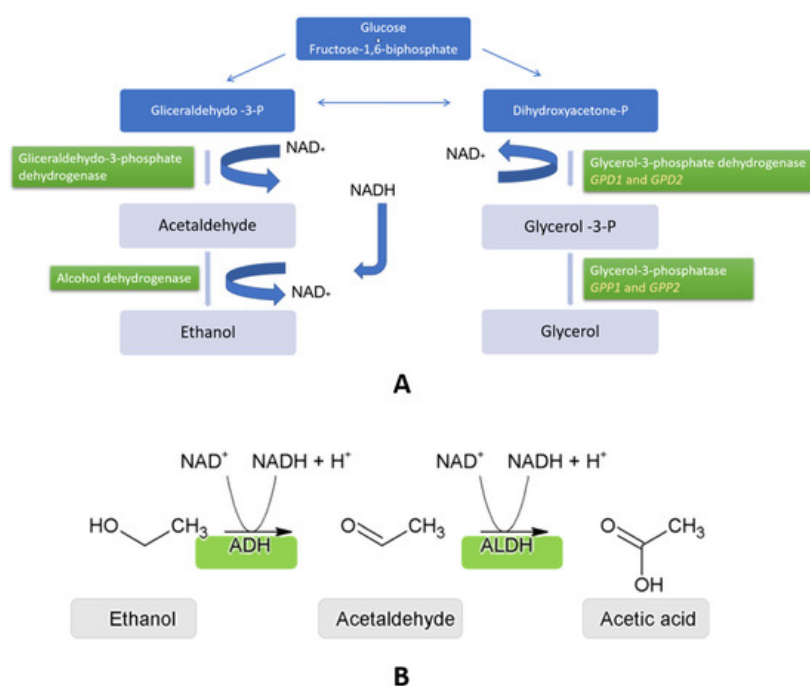 Glucose
Fructose-1,6-biphosphate
Gliceraldehydo -3-P
Dihydroxyacetone-P
Gliceraldehydo-3-phosphate
dehydrogenase
NAD+
NAD+
Glycerol-3-phosphate dehydrogenase
GPD1 and GPD2
NADH
Acetaldehyde
Glycerol -3-P
Alcohol dehydrogenase
NAD+
Glycerol-3-phosphatase
GPP1 and GPP2
Ethanol
Glycerol
A
NAD+ NADH + H+ NAD+ NADH + H+
HO CH3 O CH3 O CH3
ADH ALDH
OH
Ethanol Acetaldehyde Acetic acid
B